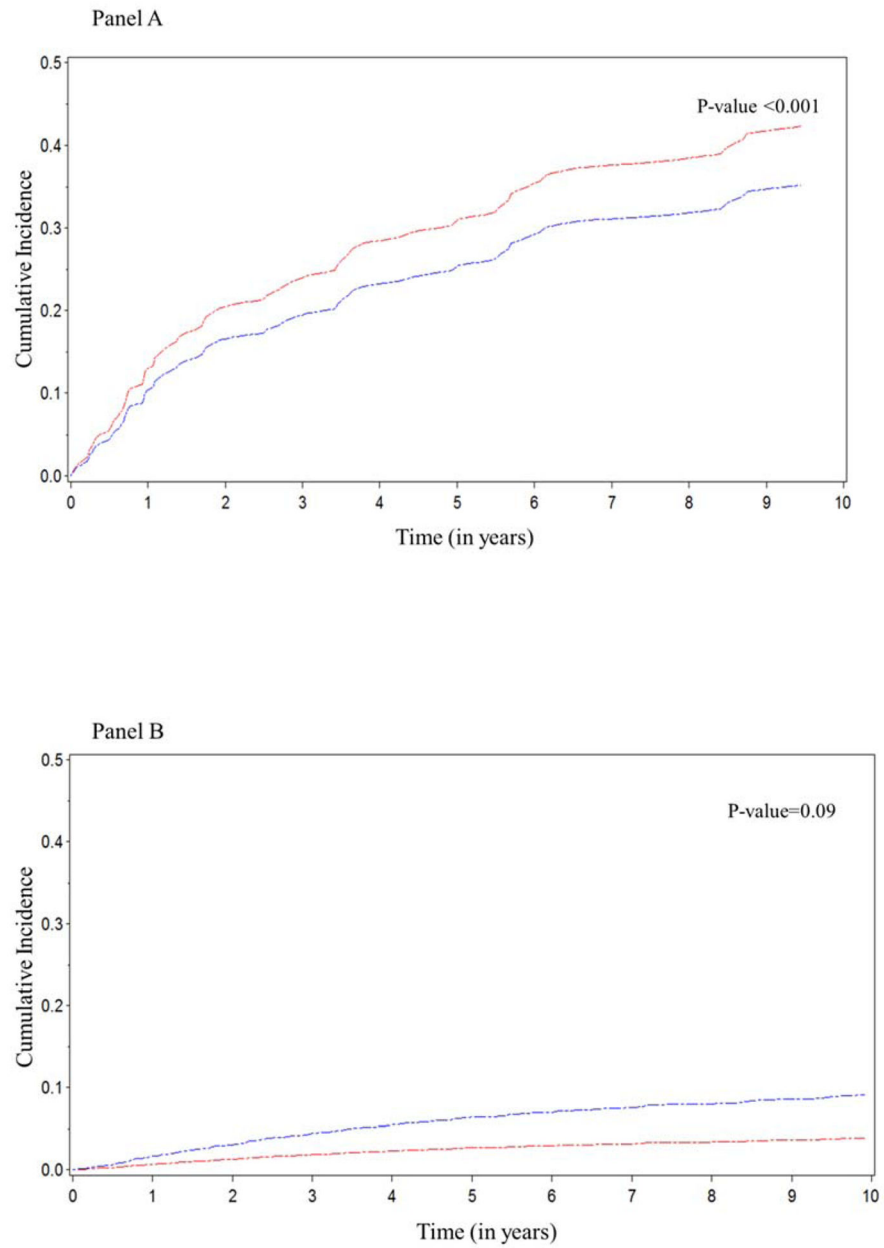 Panel A
0.5
P-value <0.001
0.4
0.3
0.2
0.1
0.0
Cumulative Incidence
0 1 2 3 4 5 6 7 8 9 10
Time (in years)
Panel B
0.5
P-value=0.09
0.4
0.3
0.2
0.1
0.0
Cumulative Incidence
0 1 2 3 4 5 6 7 8 9 10
Time (in years)